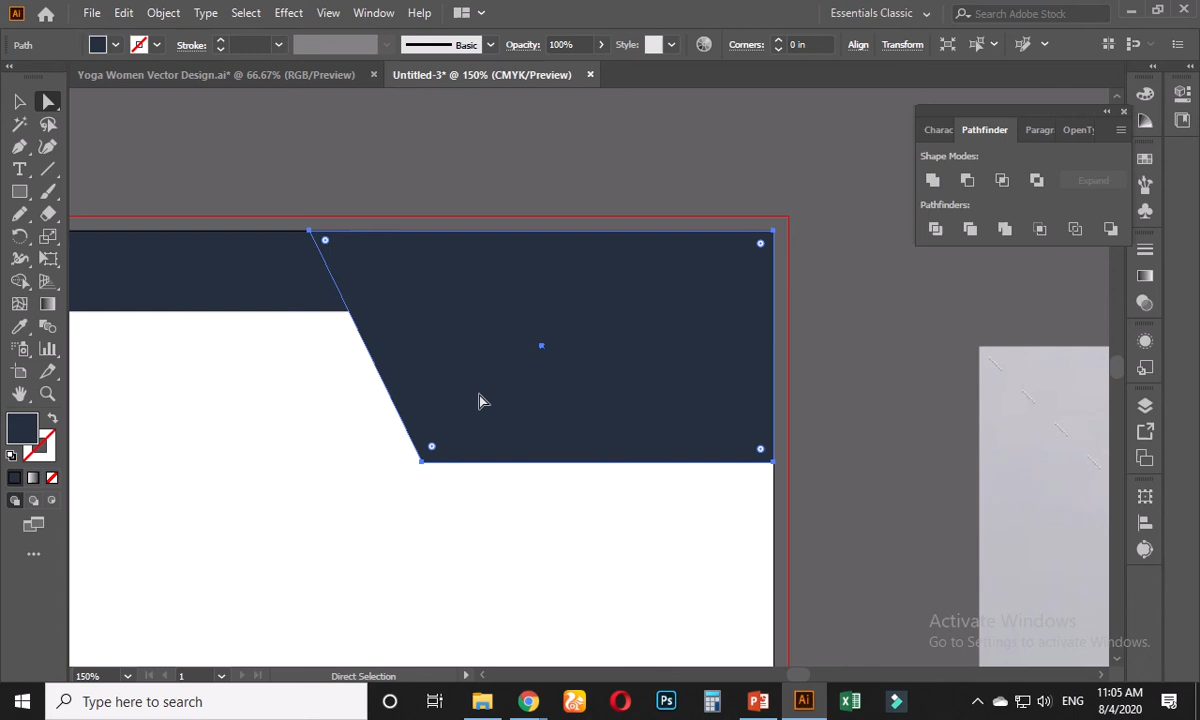 Ai File Edit Object Type Select Effect View Window Help Essentials Classic Search Adobe Stock
Path Stroke: Basic Opacity: 100% Style: Corners: 0 in Align Transform
Yoga Women Vector Design.ai* @ 66.67% (RGB/Preview) Untitled-3* @ 150% (CMYK/Preview)
Charac Pathfinder Paragr OpenTy
Shape Modes:
Expand
Pathfinders:
Activate Windows
Go to Settings to activate Windows.
150% 1 Direct Selection
Type here to search Ps Ai ENG 11:05 AM
8/4/2020